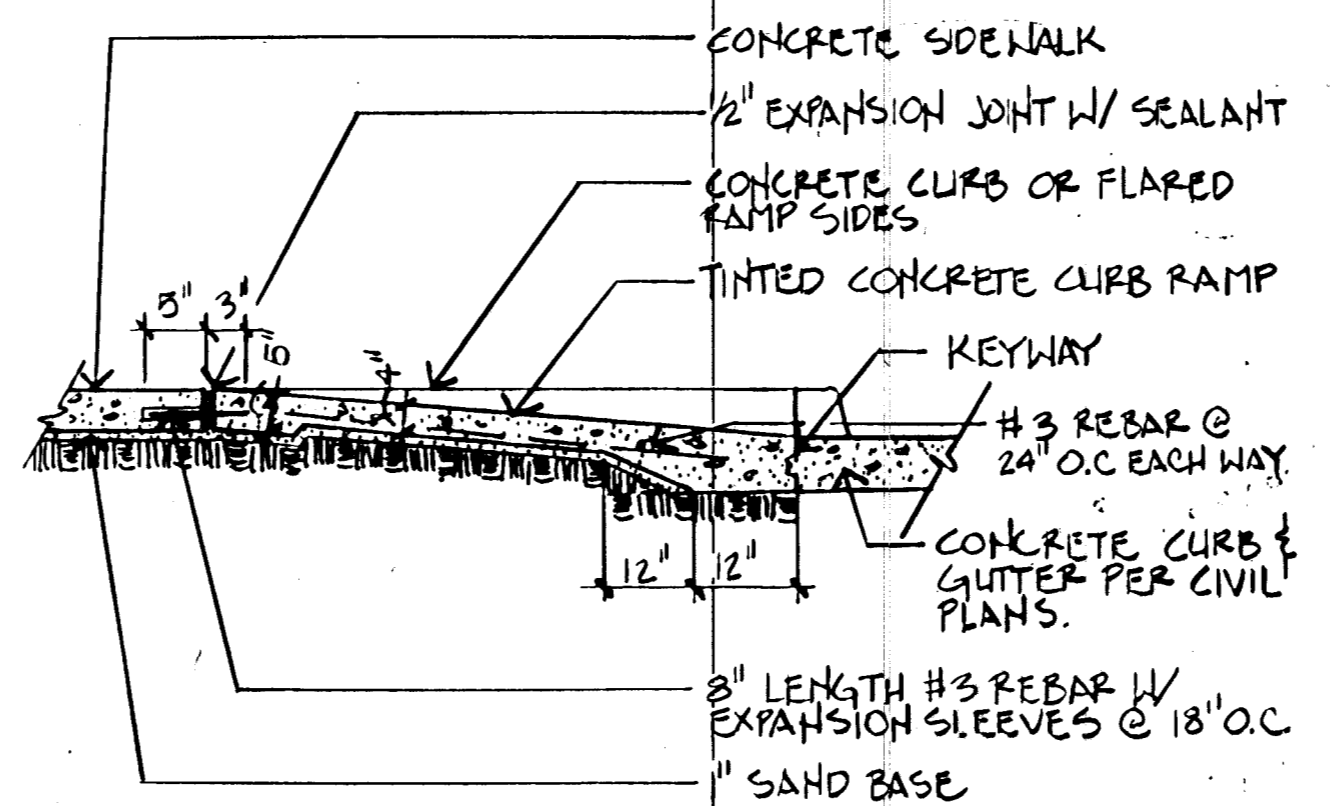 CONCRETE SIDEWALK
1/2" EXPANSION JOINT W/ SEALANT
CONCRETE CURB OR FLARED
RAMP SIDES
TINTED CONCRETE CURB RAMP
5" 3"
5"
4"
KEYWAY
#3 REBAR @
24" O.C EACH WAY.
12" 12"
CONCRETE CURB &
GUTTER PER CIVIL
PLANS.
8" LENGTH #3 REBAR W/
EXPANSION SLEEVES @ 18" O.C.
1" SAND BASE